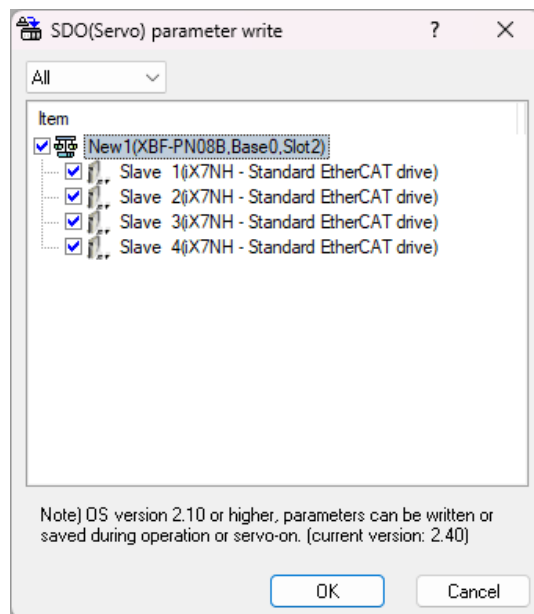 SDO(Servo) parameter write
?
All
Item
New1(XBF-PN08B,Base0,Slot2)
Slave 1(iX7NH - Standard EtherCAT drive)
Slave 2(iX7NH - Standard EtherCAT drive)
Slave 3(iX7NH - Standard EtherCAT drive)
Slave 4(iX7NH - Standard EtherCAT drive)
Note) OS version 2.10 or higher, parameters can be written or
saved during operation or servo-on. (current version: 2.40)
OK
Cancel